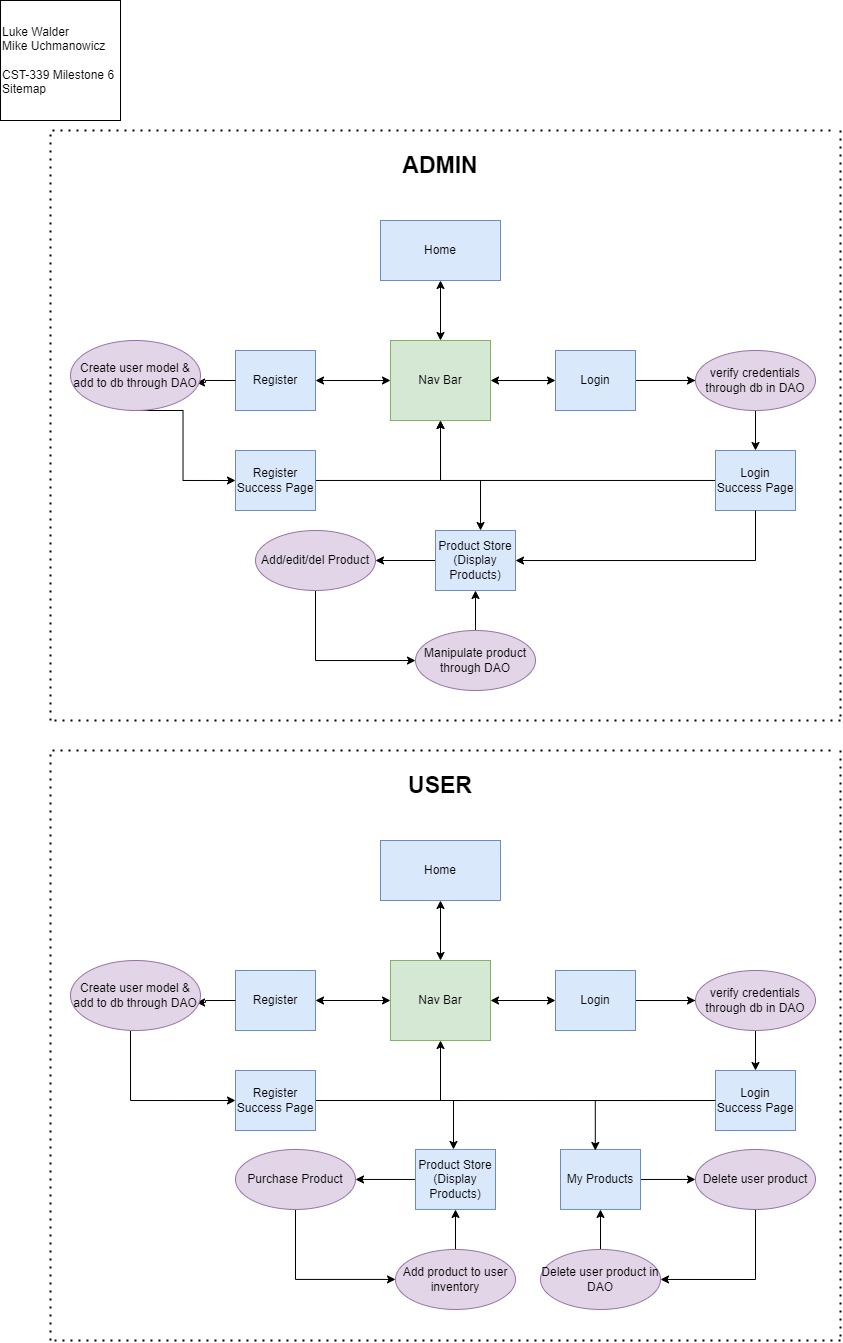 Luke Walder
Mike Uchmanowicz
CST-339 Milestone 6
Sitemap
ADMIN
Home
Create user model &
add to db through DAO
Register
Nav Bar
Login
verify credentials
through db in DAO
Register
Success Page
Login
Success Page
Add/edit/del Product
Product Store
(Display
Products)
Manipulate product
through DAO
USER
Home
Create user model &
add to db through DAO
Register
Nav Bar
Login
verify credentials
through db in DAO
Register
Success Page
Login
Success Page
Purchase Product
Product Store
(Display
Products)
My Products
Delete user product
Add product to user
inventory
Delete user product in
DAO